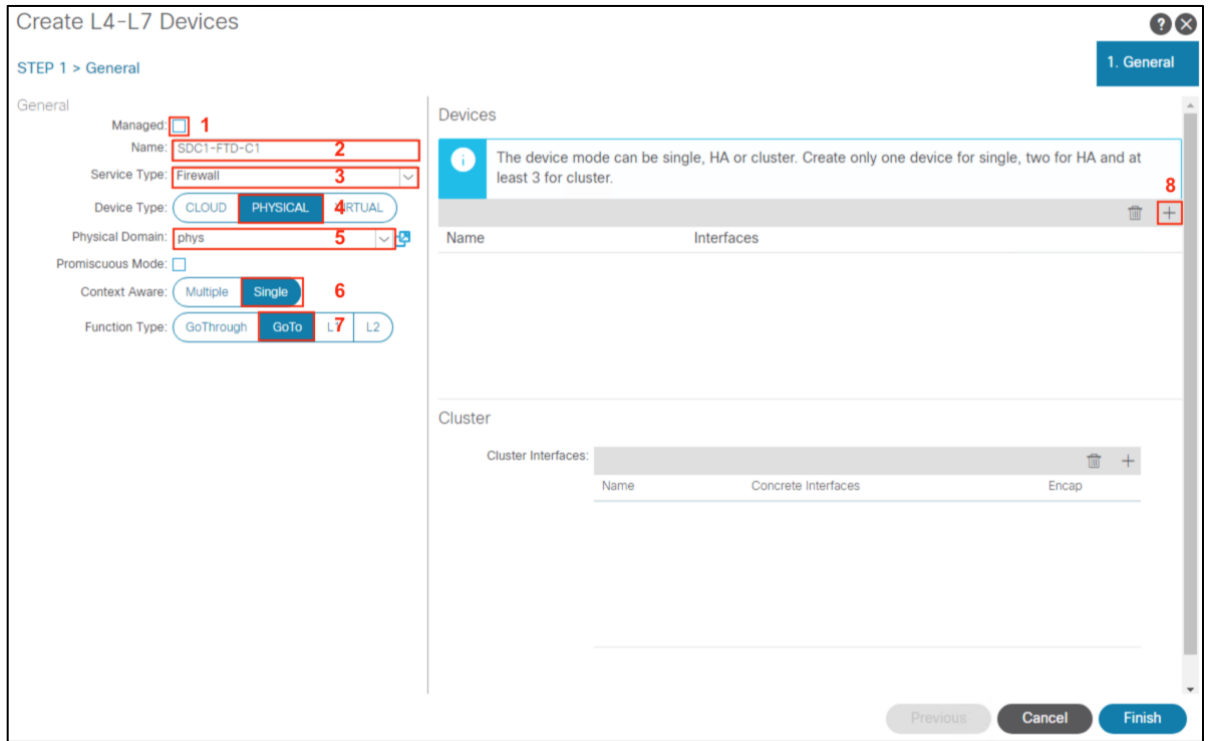 Create L4-L7 Devices
STEP 1 > General
1. General
General
Managed: 1
Name: SDC1-FTD-C1 2
Service Type: Firewall 3
Device Type: CLOUD PHYSICAL 4 VIRTUAL
Physical Domain: phys 5
Promiscuous Mode:
Context Aware: Multiple Single 6
Function Type: GoThrough GoTo L1 7 L2
Devices
The device mode can be single, HA or cluster. Create only one device for single, two for HA and at
least 3 for cluster.
8
Name Interfaces
Cluster
Cluster Interfaces:
Name Concrete Interfaces Encap
Previous Cancel Finish